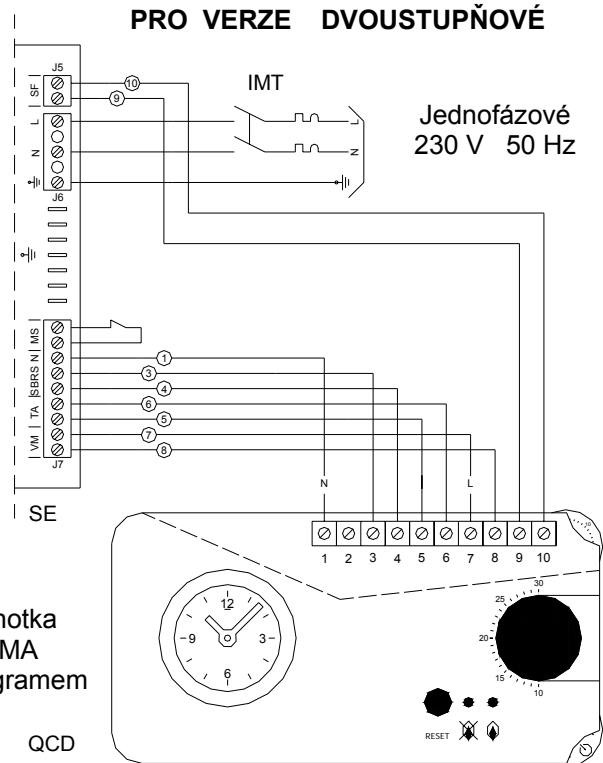 PRO VERZE DVOUSTUPŇOVÉ
J5
SF
10
9
IMT
Jednofázové
230 V 50 Hz
L
N
L
N
J6
MS
N
SBRS
TA
VM
J7
1
3
4
6
5
7
8
SE
N
L
1 2 3 4 5 6 7 8 9 10
notka
MA
gramem
QCD
12
3
6
9
30
25
20
15
10
RESET